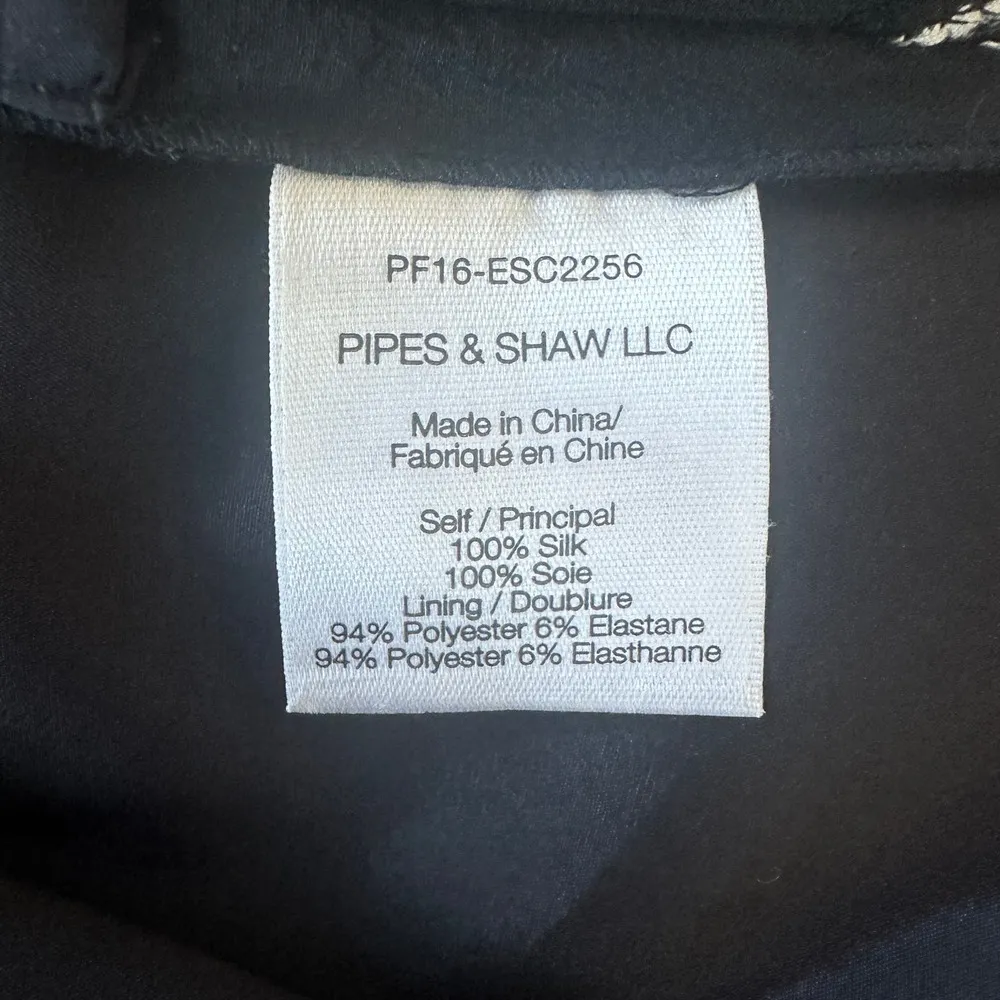 PF16-ESC2256
PIPES & SHAW LLC
Made in China/
Fabriqué en Chine
Self / Principal
100% Silk
100% Soie
Lining / Doublure
94% Polyester 6% Elastane
94% Polyester 6% Elasthanne